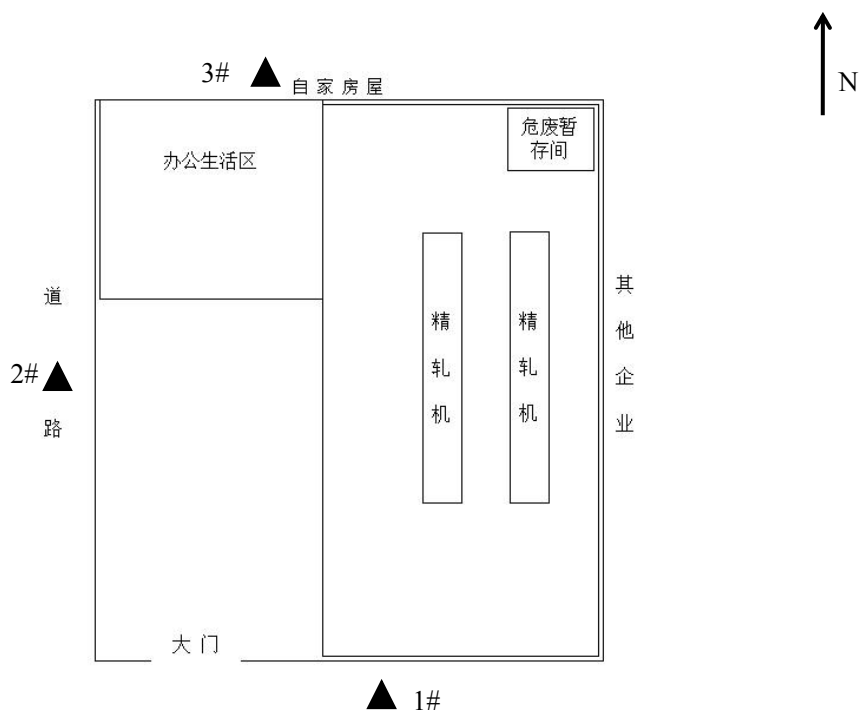 3#
自家房屋
N
危废暂
存间
办公生活区
道
路
2#
精
轧
机
精
轧
机
其
他
企
业
大门
1#